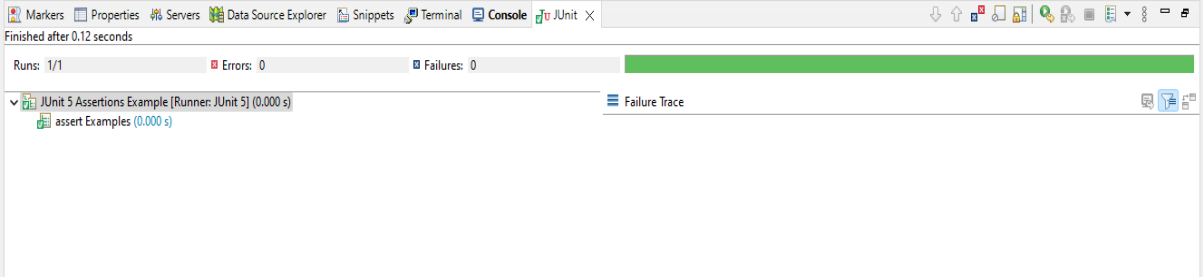 Markers Properties Servers Data Source Explorer Snippets Terminal Console JUnit
Finished after 0.12 seconds
Runs: 1/1 Errors: 0 Failures: 0
JUnit 5 Assertions Example [Runner: JUnit 5] (0.000 s)
Failure Trace
assert Examples (0.000 s)